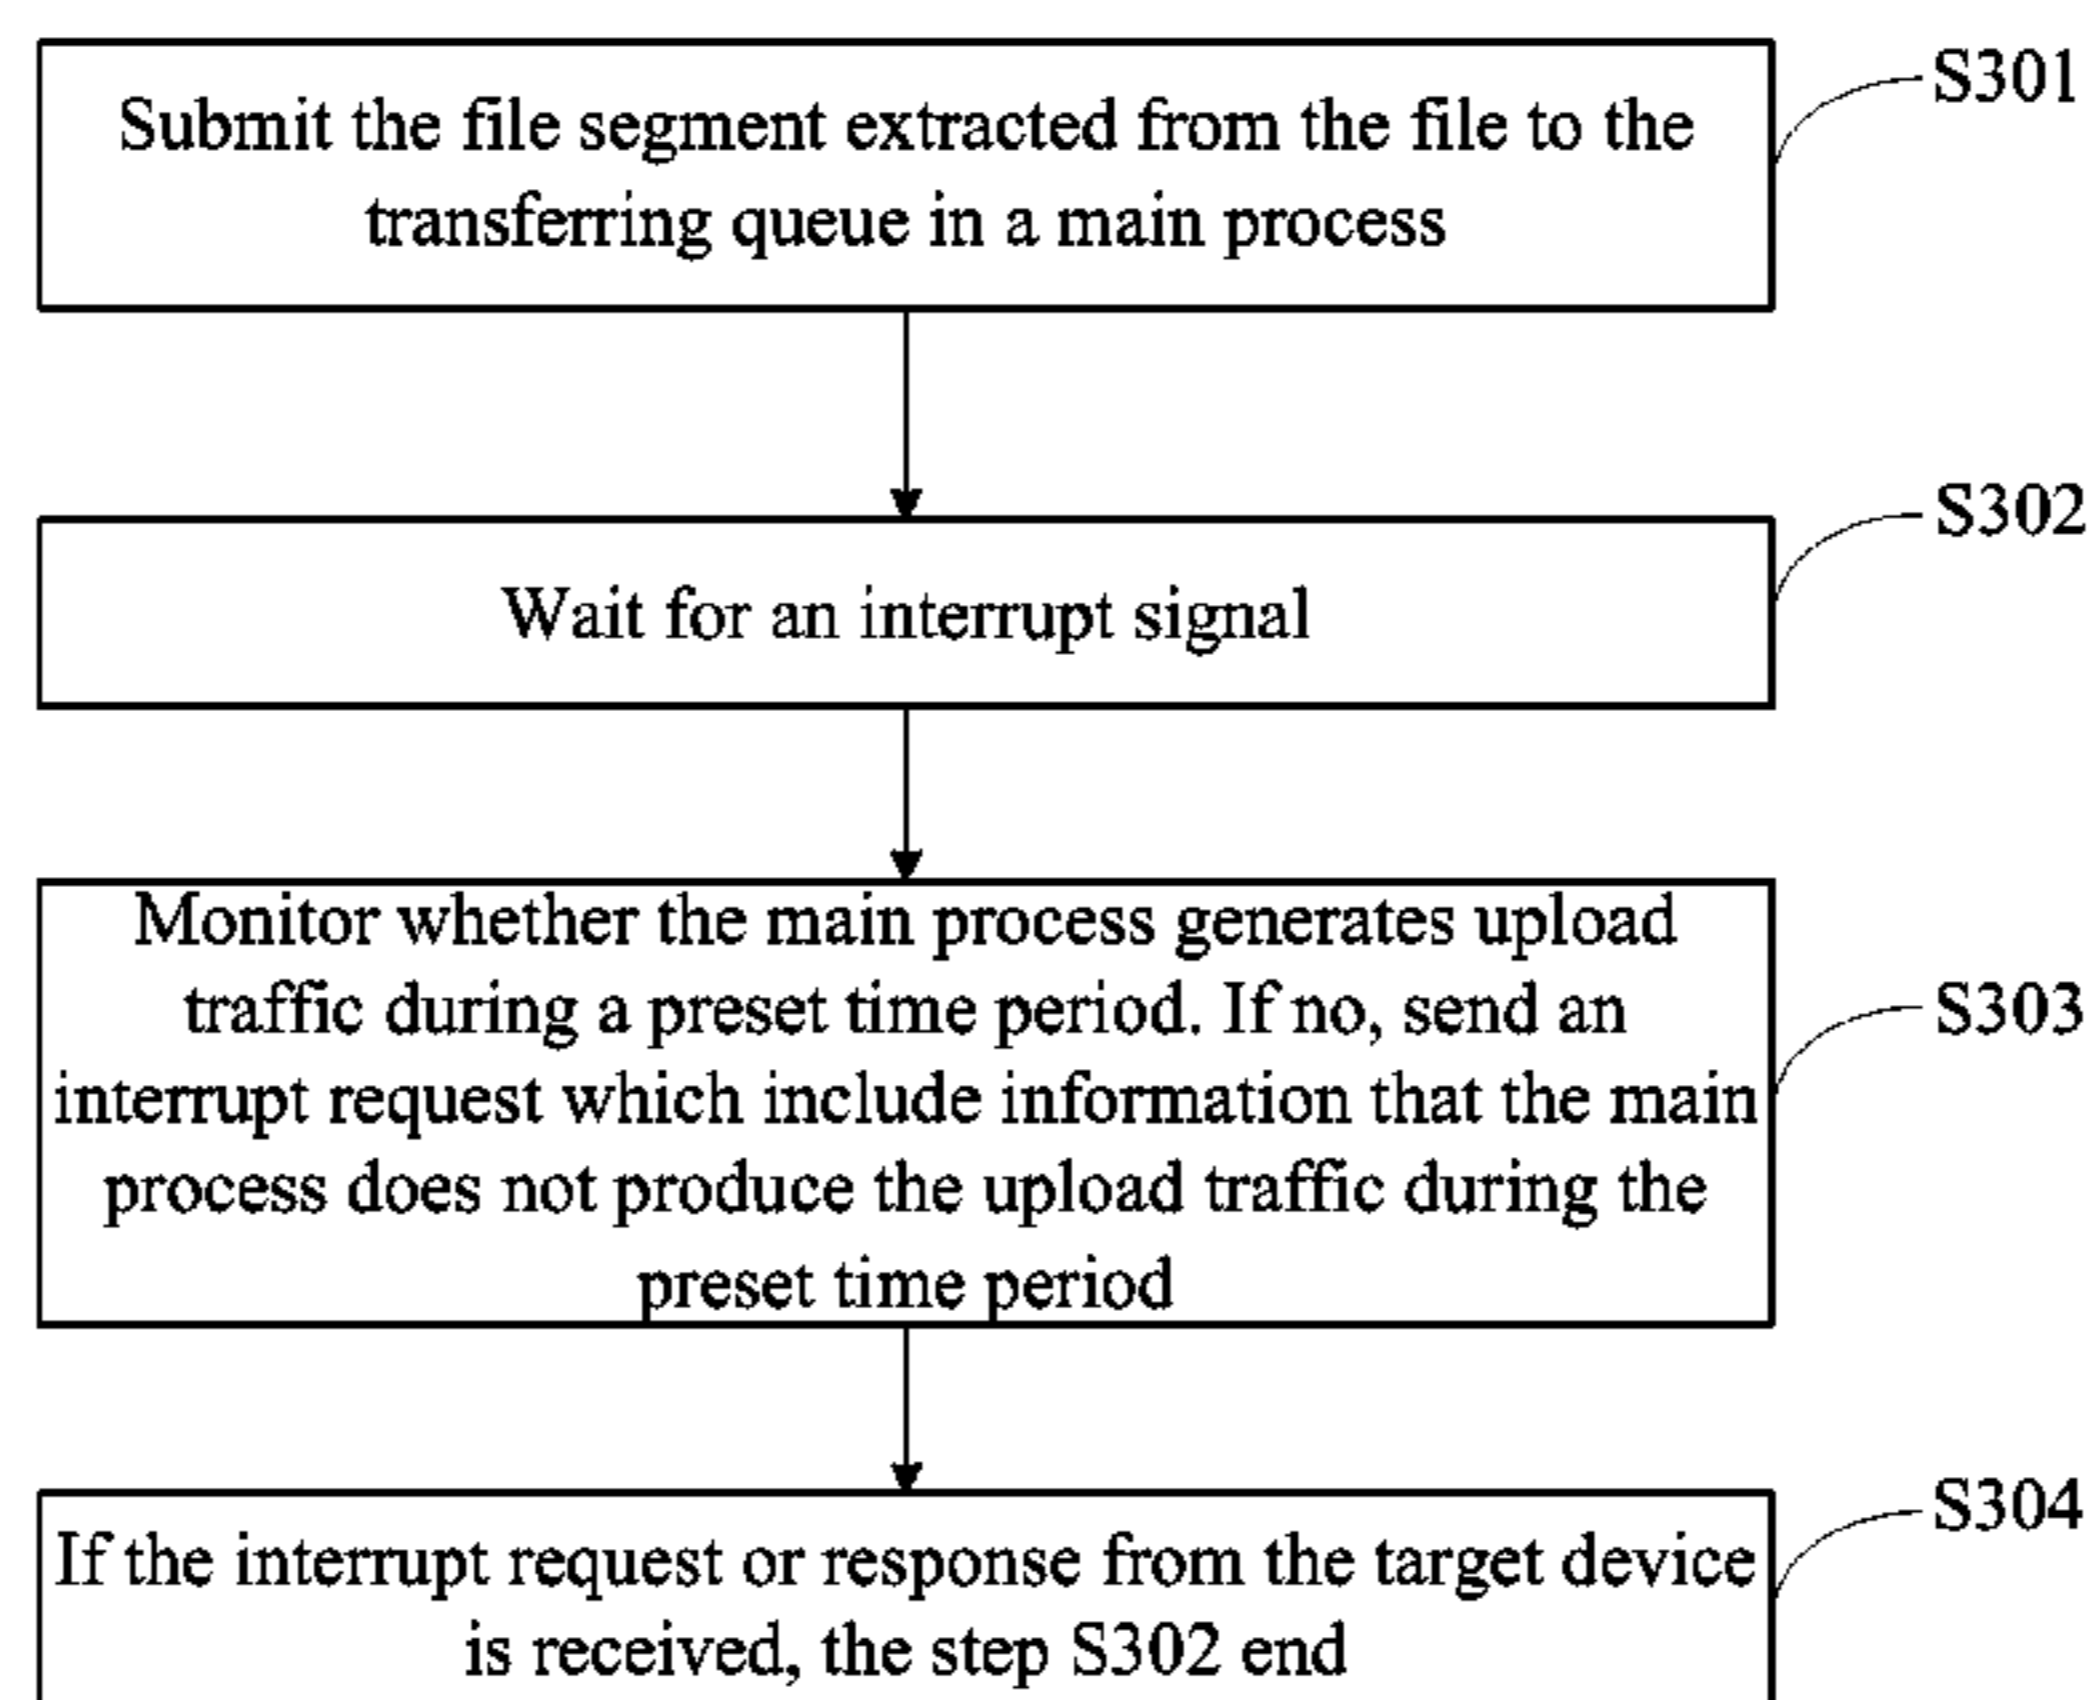 Submit the file segment extracted from the file to the
transferring queue in a main process
S301
Wait for an interrupt signal
S302
Monitor whether the main process generates upload
traffic during a preset time period. If no, send an
interrupt request which include information that the main
process does not produce the upload traffic during the
preset time period
S303
If the interrupt request or response from the target device
is received, the step S302 end
S304